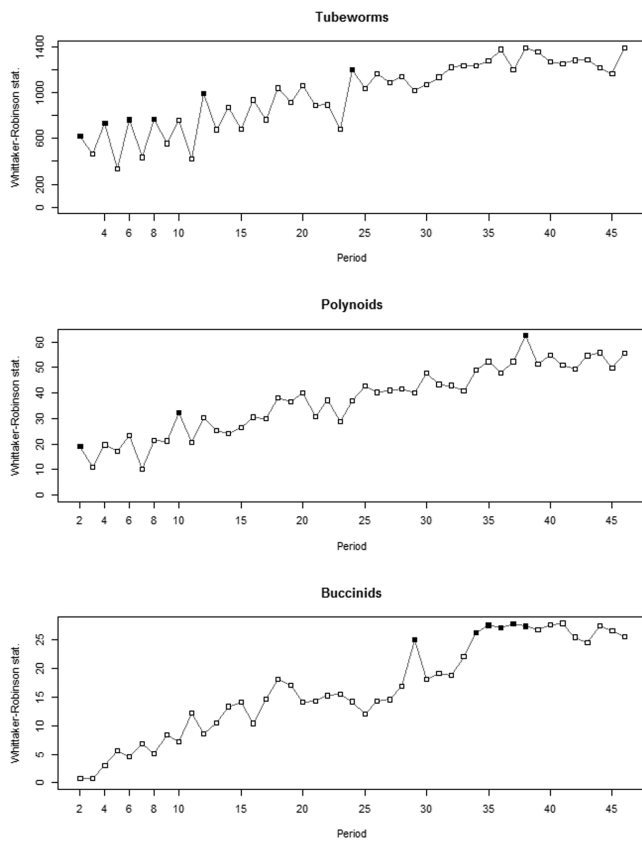 Tubeworms
Whittaker-Robinson stat.
1400
1000
600
200
0
4 6 8 10 15 20 25 30 35 40 45
Period
Polynoids
Whittaker-Robinson stat.
60
50
40
30
20
10
0
2 4 6 8 10 15 20 25 30 35 40 45
Period
Buccinids
Whittaker-Robinson stat.
25
20
15
10
5
0
2 4 6 8 10 15 20 25 30 35 40 45
Period